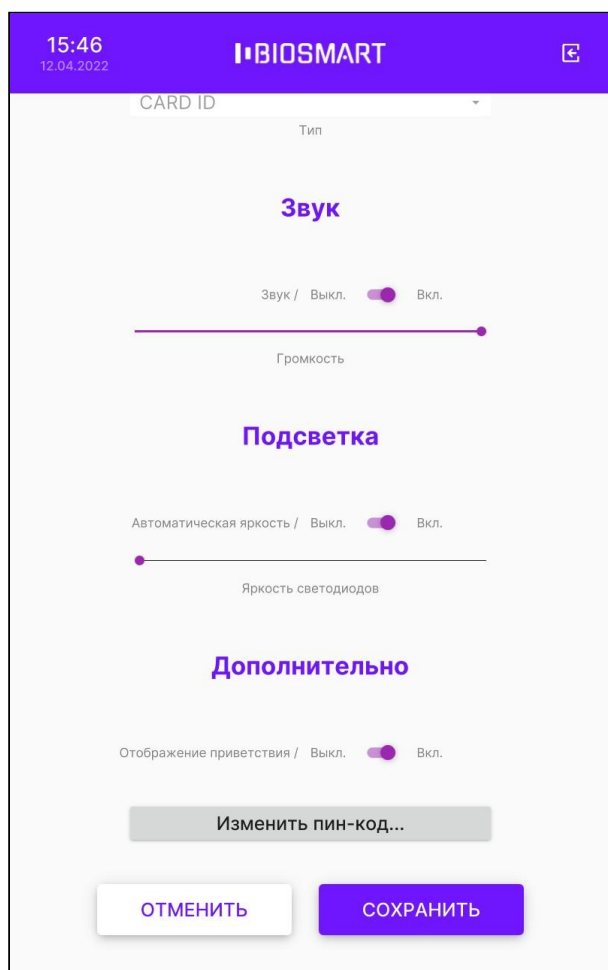 15:46
12.04.2022
BIOSMART
CARD ID
Тип
Звук
Звук / Выкл. Вкл.
Громкость
Подсветка
Автоматическая яркость / Выкл. Вкл.
Яркость светодиодов
Дополнительно
Отображение приветствия / Выкл. Вкл.
Изменить пин-код...
ОТМЕНИТЬ СОХРАНИТЬ